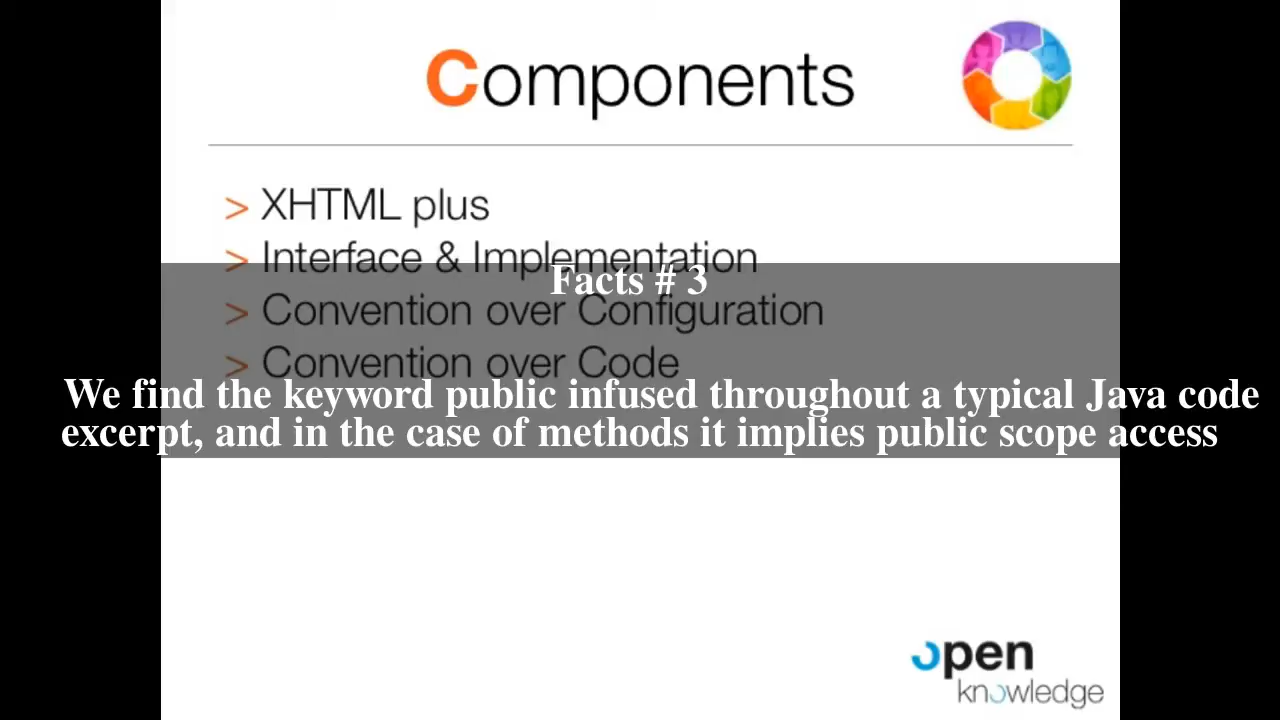 Components
> XHTML plus
> Interface & Implementation
Facts # 3
> Convention over Configuration
> Convention over Code
We find the keyword public infused throughout a typical Java code
excerpt, and in the case of methods it implies public scope access
open
knowledge